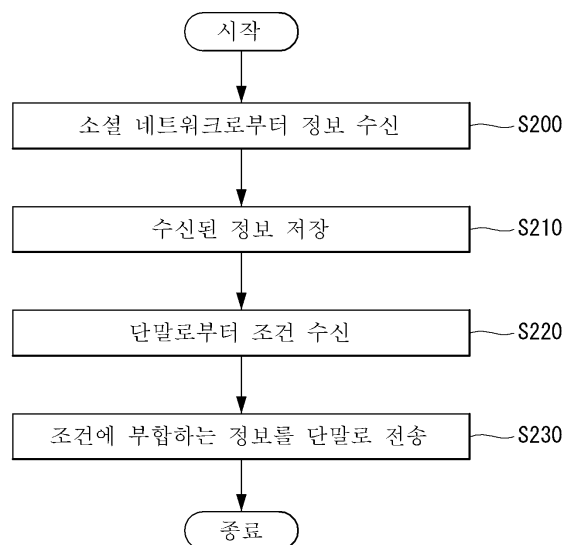 시작
소셜 네트워크로부터 정보 수신
S200
수신된 정보 저장
S210
단말로부터 조건 수신
S220
조건에 부합하는 정보를 단말로 전송
S230
종료